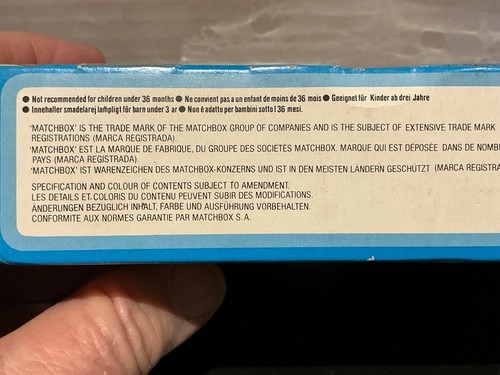 ● Not recommended for children under 36 months ● Ne convient pas a un enfant de moins de 36 mois ● Geeignet für Kinder ab drei Jahre
● Innehaller smadelarej lamþligt för barn under 3 ar ● Non è adatto per bambini sotto i 36 mesi.
'MATCHBOX' IS THE TRADE MARK OF THE MATCHBOX GROUP OF COMPANIES AND IS THE SUBJECT OF EXTENSIVE TRADE MARK
REGISTRATIONS (MARCA REGISTRADA).
'MATCHBOX' EST LA MARQUE DE FABRIQUE, DU GROUPE DES SOCIETES MATCHBOX. MARQUE QUI EST DÉPOSÉE DANS DE NOMB
PAYS (MARCA REGISTRADA).
'MATCHBOX' IST WARENZEICHEN DES MATCHBOX-KONZERNS UND IST IN DEN MEISTEN LÄNDERN GESCHÜTZT (MARCA REGISTRA
SPECIFICATION AND COLOUR OF CONTENTS SUBJECT TO AMENDMENT.
LES DETAILS ET COLORIS DU CONTENU PEUVENT SUBIR DES MODIFICATIONS.
ÄNDERUNGEN BEZÜGLICH INHALT, FARBE UND AUSFÜHRUNG VORBEHALTEN.
CONFORMITE AUX NORMES GARANTIE PAR MATCHBOX S.A.